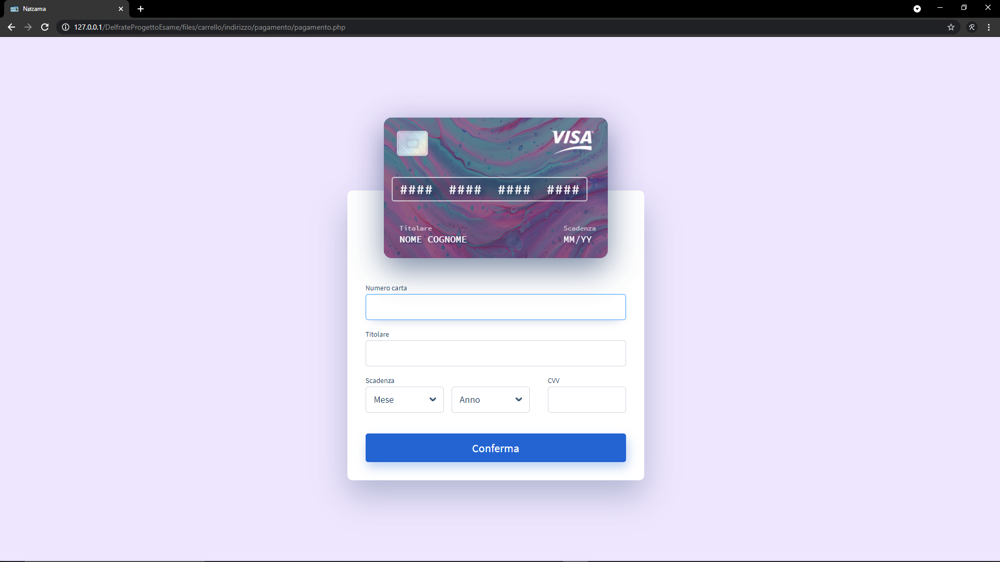 Nøzama
127.0.0.1/DelfrateProgettoEsame/files/carrello/indirizzo/pagamento/pagamento.php
R
VISA
#### #### #### ####
Titolare
Scadenza
NOME COGNOME
MM/YY
Numero carta
Titolare
Scadenza
CVV
Mese
Anno
Conferma